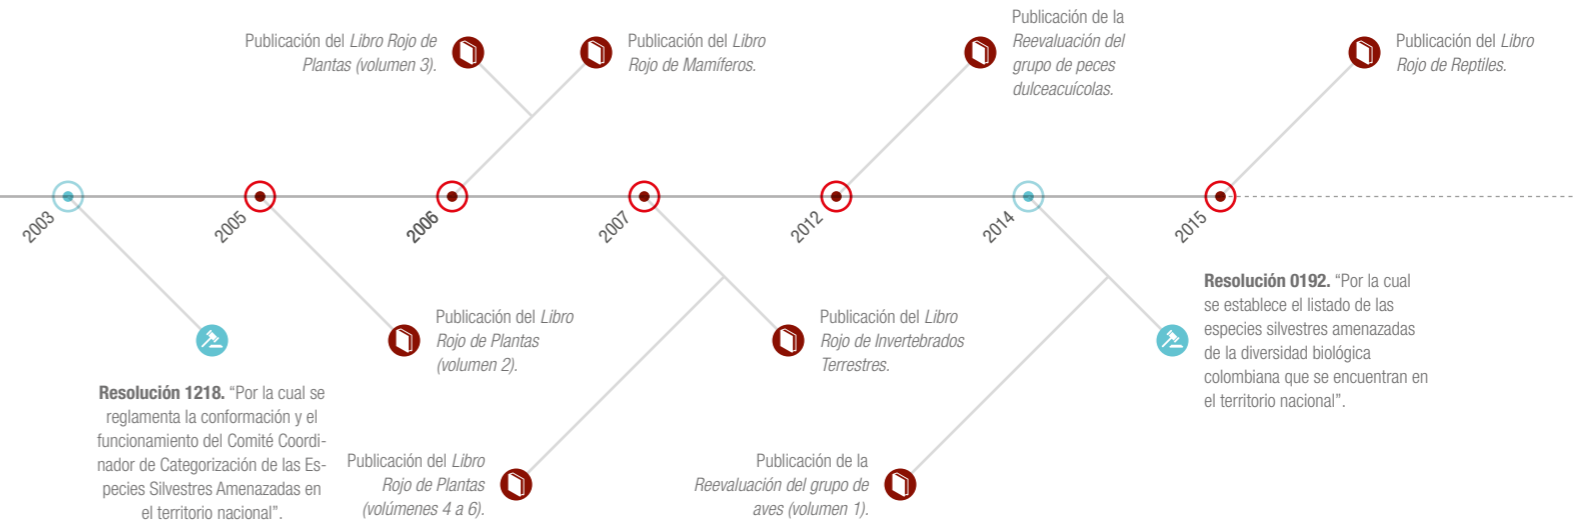 Publicación del Libro Rojo de
Plantas (volumen 3).
Publicación del Libro
Rojo de Mamíferos.
Publicación de la
Reevaluación del
grupo de peces
dulceacuícolas.
Publicación del Libro
Rojo de Reptiles.
2003
2005
2006
2007
2012
2014
2015
Resolución 1218. “Por la cual se
reglamenta la conformación y el
funcionamiento del Comité Coordi-
nador de Categorización de las Es-
pecies Silvestres Amenazadas en
el territorio nacional”.
Publicación del Libro
Rojo de Plantas
(volumen 2).
Publicación del Libro
Rojo de Plantas
(volúmenes 4 a 6).
Publicación del Libro
Rojo de Invertebrados
Terrestres.
Publicación de la
Reevaluación del grupo de
aves (volumen 1).
Resolución 0192. “Por la cual
se establece el listado de las
especies silvestres amenazadas
de la diversidad biológica
colombiana que se encuentran en
el territorio nacional”.